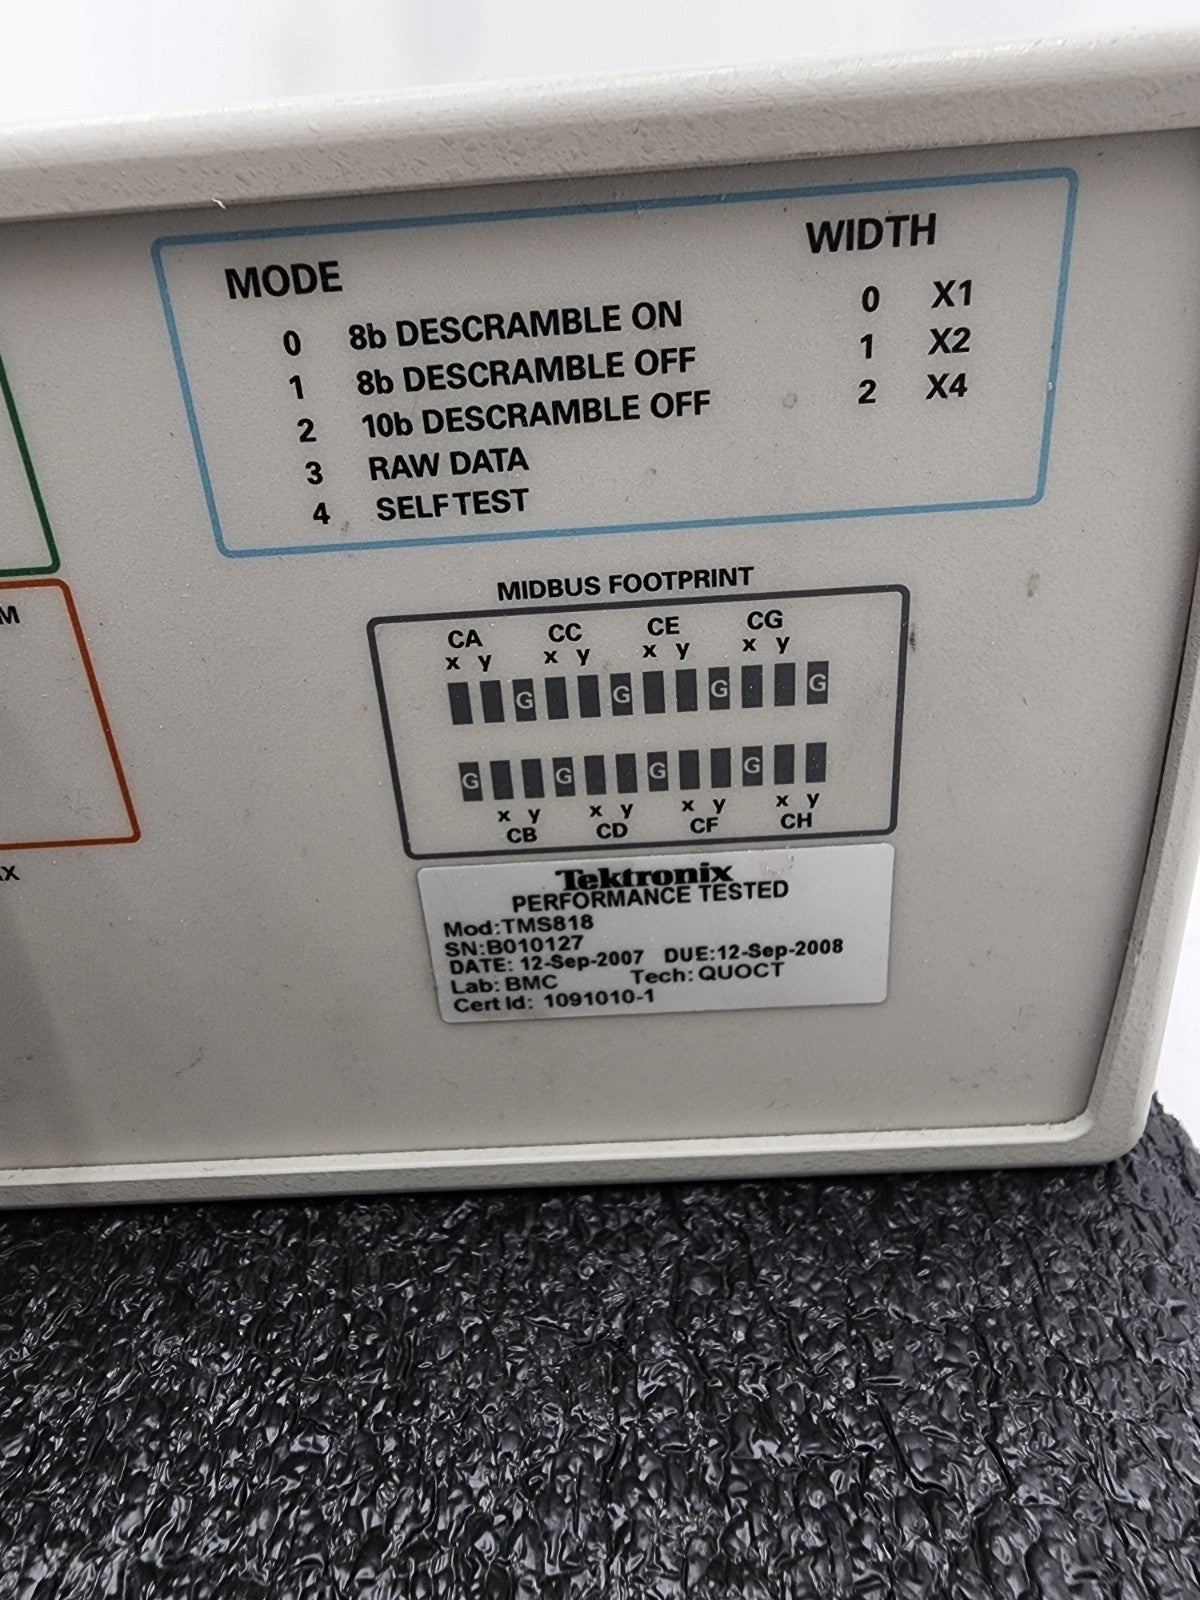 MODE WIDTH
0 8b DESCRAMBLE ON 0 X1
1 8b DESCRAMBLE OFF 1 X2
2 10b DESCRAMBLE OFF 2 X4
3 RAW DATA
4 SELF TEST
M
X
MIDBUS FOOTPRINT
CA CC CE CG
x y x y x y x y
G G G G
G G G G
x y x y x y x y
CB CD CF CH
Tektronix
PERFORMANCE TESTED
Mod:TMS818
SN:B010127
DATE: 12-Sep-2007 DUE:12-Sep-2008
Lab: BMC Tech: QUOCT
Cert Id: 1091010-1